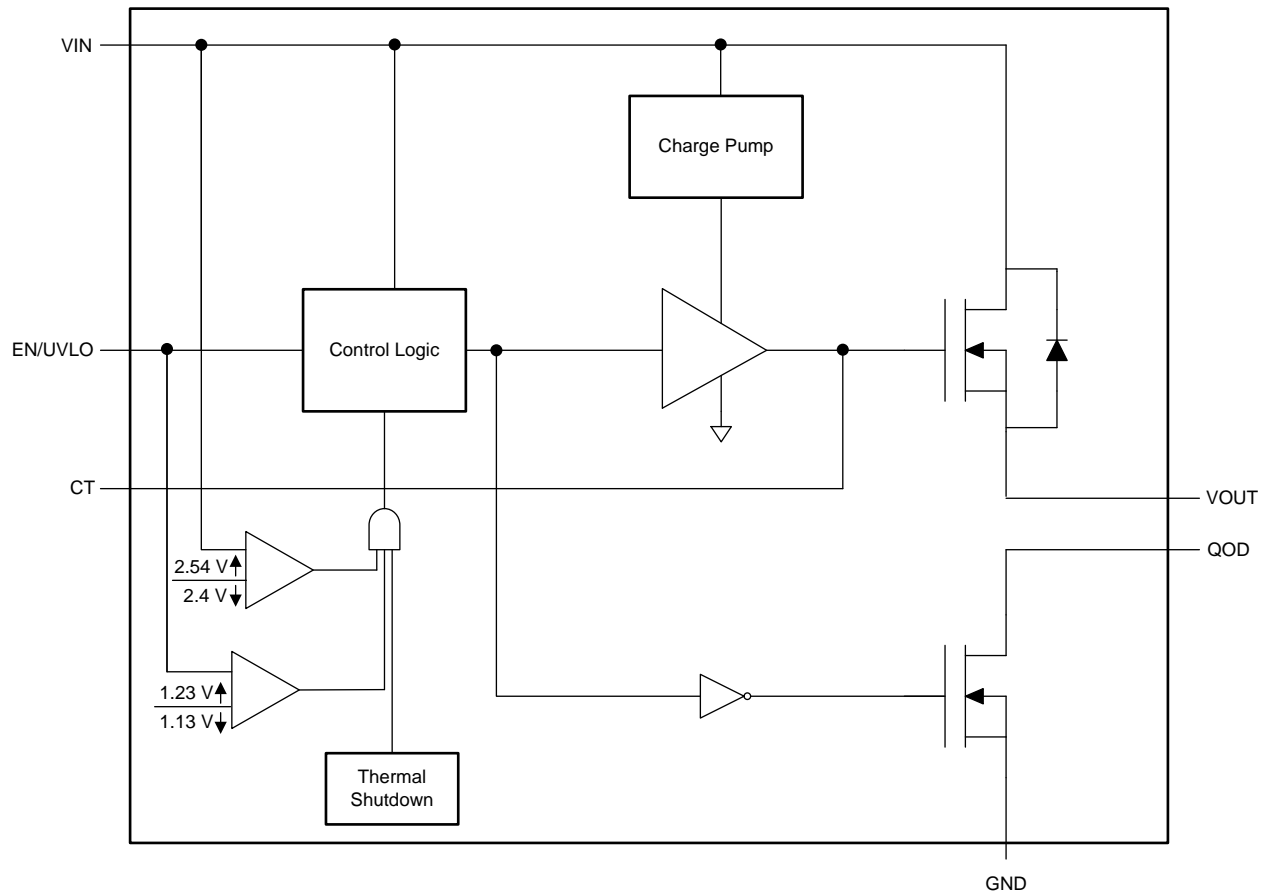 VIN
Charge Pump
EN/UVLO
Control Logic
CT
VOUT
QOD
2.54 V
2.4 V
1.23 V
1.13 V
Thermal
Shutdown
GND